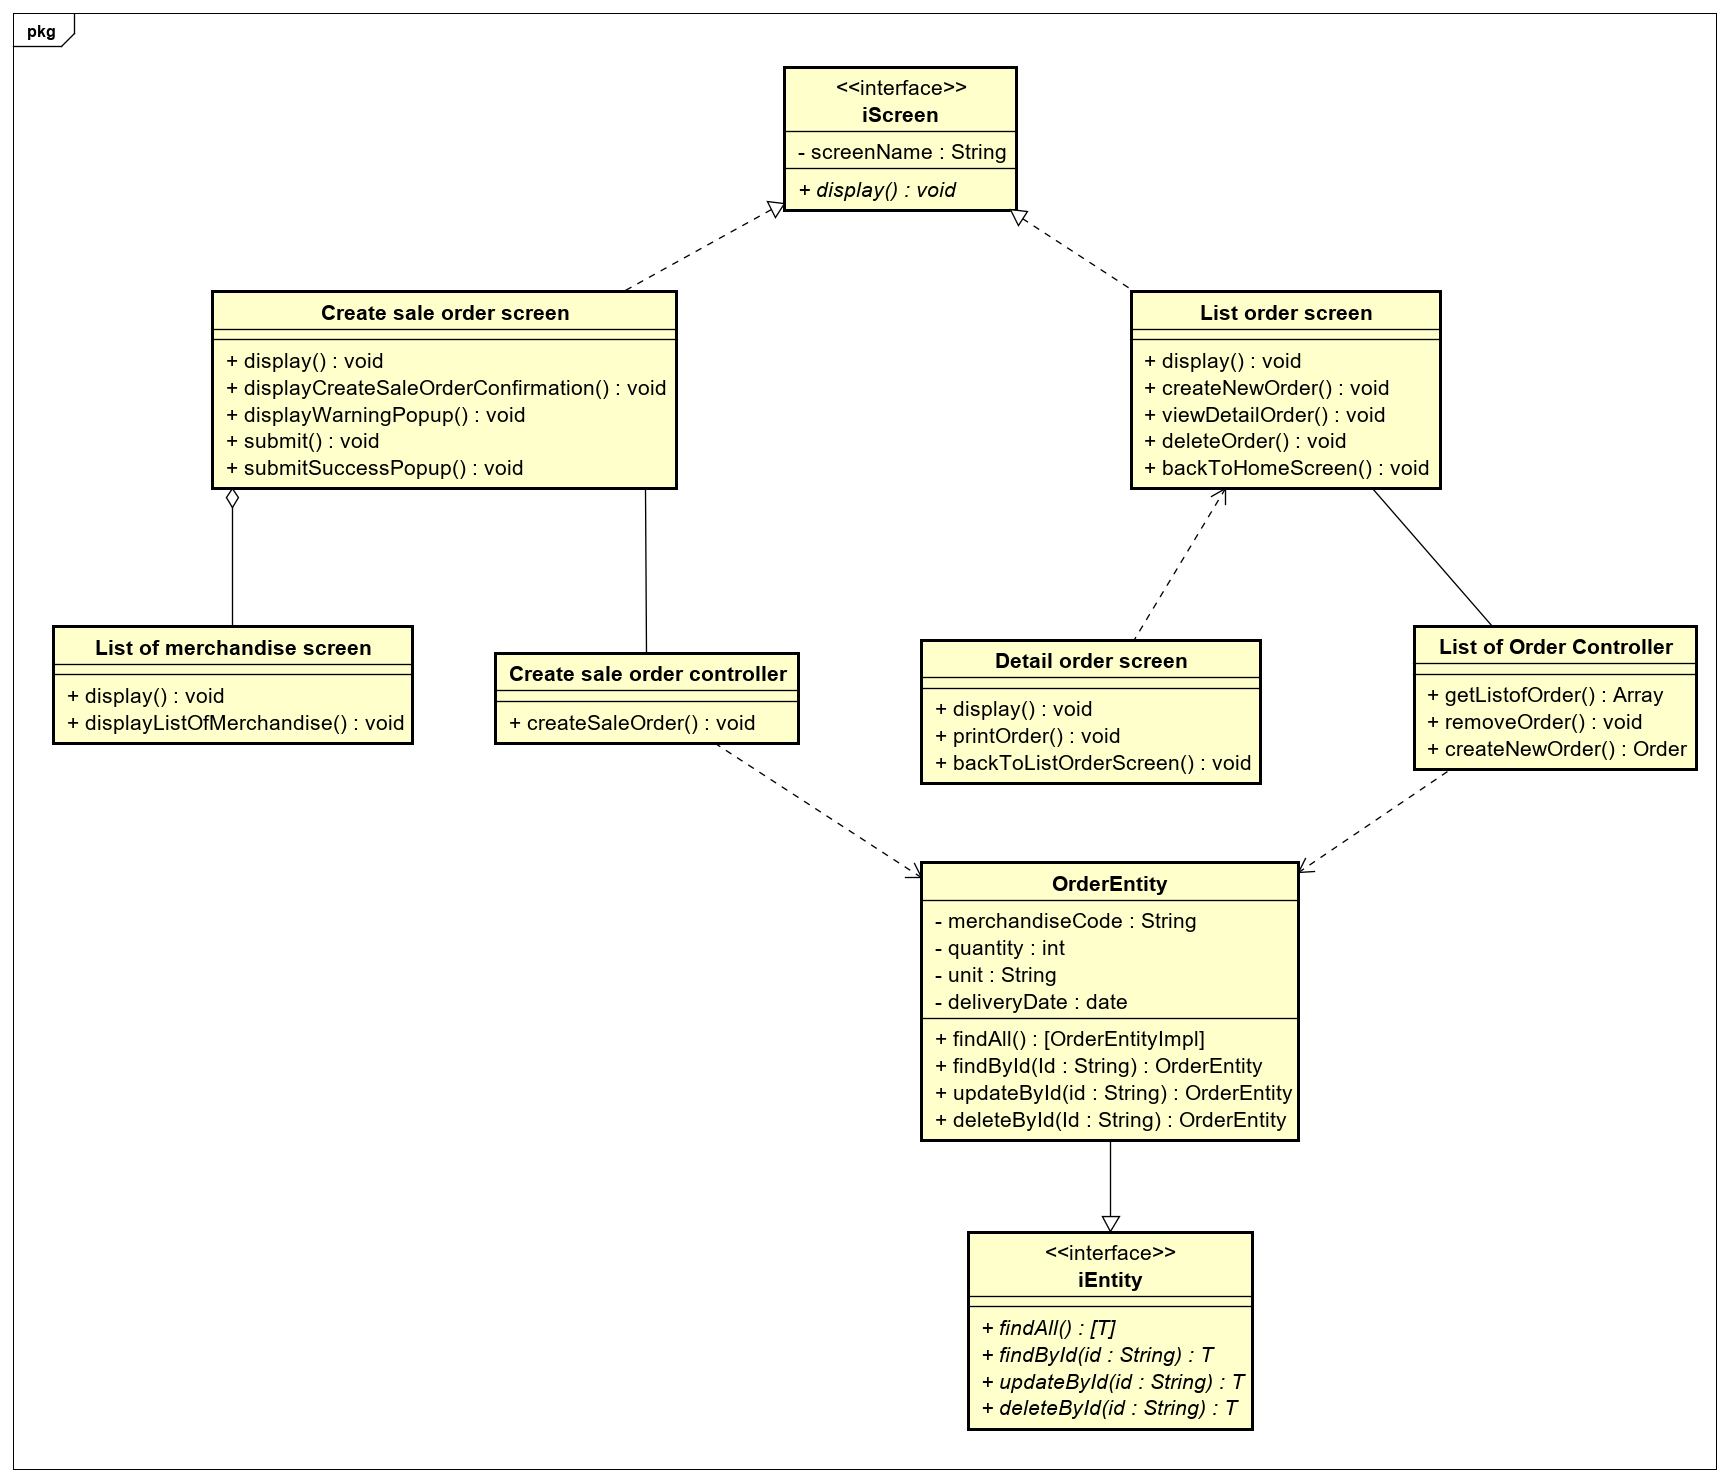 pkg
<<interface>>
iScreen
- screenName : String
+ display() : void
Create sale order screen
+ display() : void
+ displayCreateSaleOrderConfirmation() : void
+ displayWarningPopup() : void
+ submit() : void
+ submitSuccessPopup() : void
List order screen
+ display() : void
+ createNewOrder() : void
+ viewDetailOrder() : void
+ deleteOrder() : void
+ backToHomeScreen() : void
List of merchandise screen
+ display() : void
+ displayListOfMerchandise() : void
Create sale order controller
+ createSaleOrder() : void
Detail order screen
+ display() : void
+ printOrder() : void
+ backToListOrderScreen() : void
List of Order Controller
+ getListofOrder() : Array
+ removeOrder() : void
+ createNewOrder() : Order
OrderEntity
- merchandiseCode : String
- quantity : int
- unit : String
- deliveryDate : date
+ findAll() : [OrderEntityImpl]
+ findById(Id : String) : OrderEntity
+ updateById(id : String) : OrderEntity
+ deleteById(Id : String) : OrderEntity
<<interface>>
iEntity
+ findAll() : [T]
+ findById(id : String) : T
+ updateById(id : String) : T
+ deleteById(id : String) : T